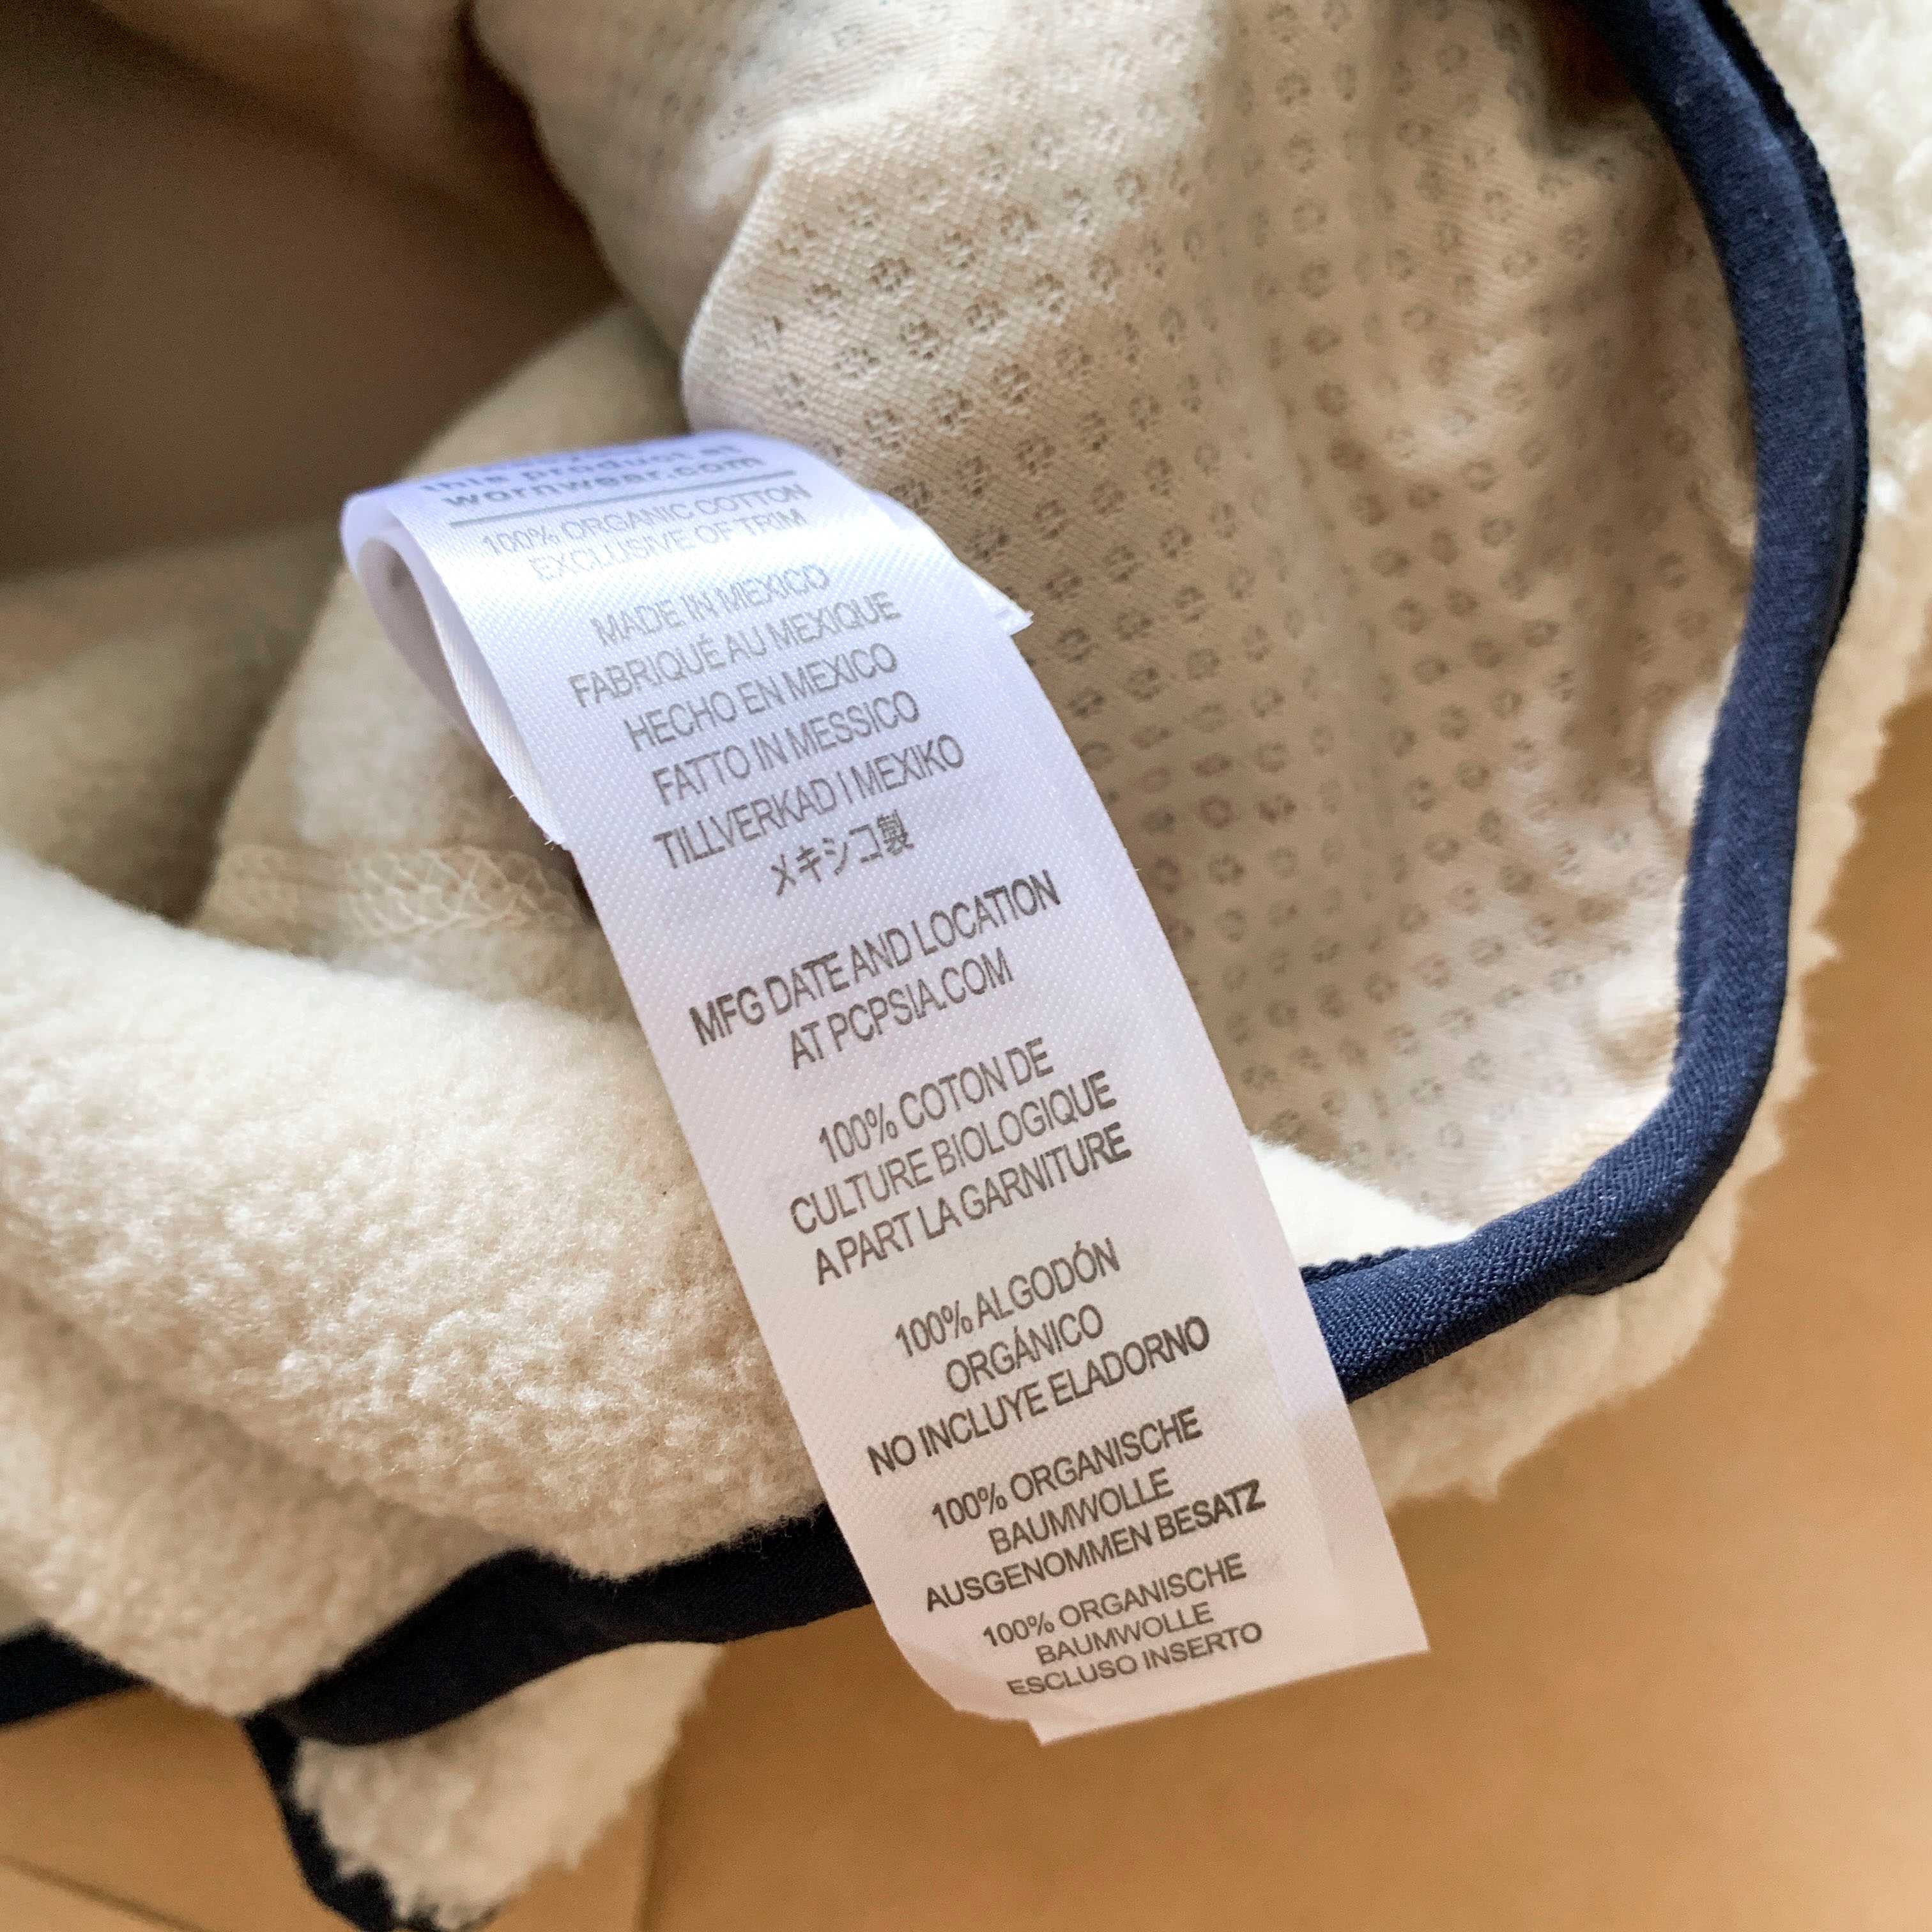 this product at
wornwear.com
100% ORGANIC COTTON
EXCLUSIVE OF TRIM
MADE IN MEXICO
FABRIQUÉ AU MEXIQUE
HECHO EN MEXICO
FATTO IN MESSICO
TILLVERKAD I MEXIKO
メキシコ製
MFG DATE AND LOCATION
AT PCPSIA.COM
100% COTON DE
CULTURE BIOLOGIQUE
A PART LA GARNITURE
100% ALGODÓN
ORGÁNICO
NO INCLUYE ELADORNO
100% ORGANISCHE
BAUMWOLLE
AUSGENOMMEN BESATZ
100% ORGANISCHE
BAUMWOLLE
ESCLUSO INSERTO